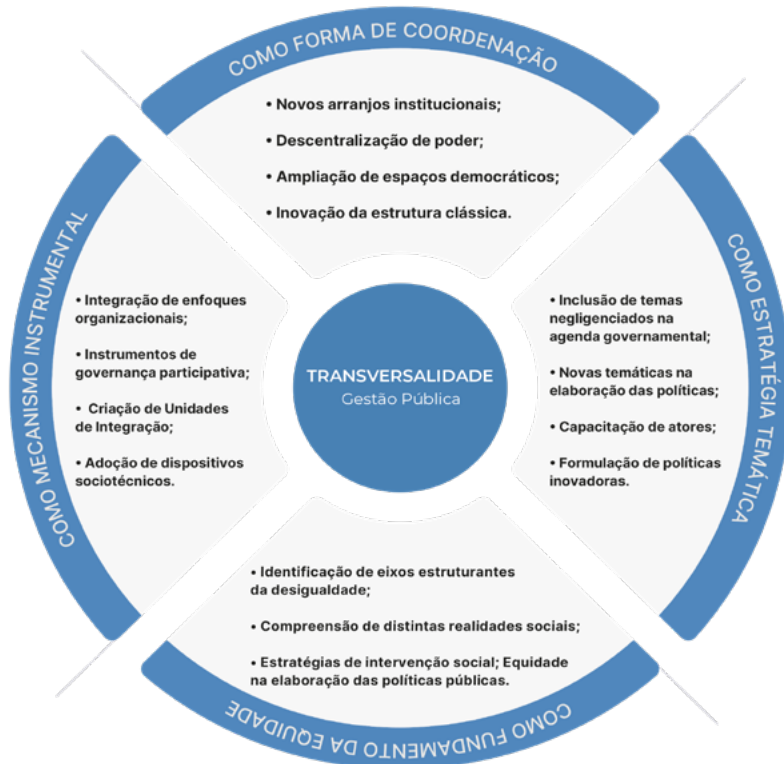 COMO FORMA DE COORDENAÇÃO
• Novos arranjos institucionais;
• Descentralização de poder;
• Ampliação de espaços democráticos;
• Inovação da estrutura clássica.
COMO MECANISMO INSTRUMENTAL
• Integração de enfoques
organizacionais;
• Instrumentos de
governança participativa;
• Criação de Unidades
de Integração;
• Adoção de dispositivos
sociotécnicos.
TRANSVERSALIDADE
Gestão Pública
COMO ESTRATÉGIA TEMÁTICA
• Inclusão de temas
negligenciados na
agenda governamental;
• Novas temáticas na
elaboração das políticas;
• Capacitação de atores;
• Formulação de políticas
inovadoras.
• Identificação de eixos estruturantes
da desigualdade;
• Compreensão de distintas realidades sociais;
• Estratégias de intervenção social; Equidade
na elaboração das políticas públicas.
COMO FUNDAMENTO DA EQUIDADE